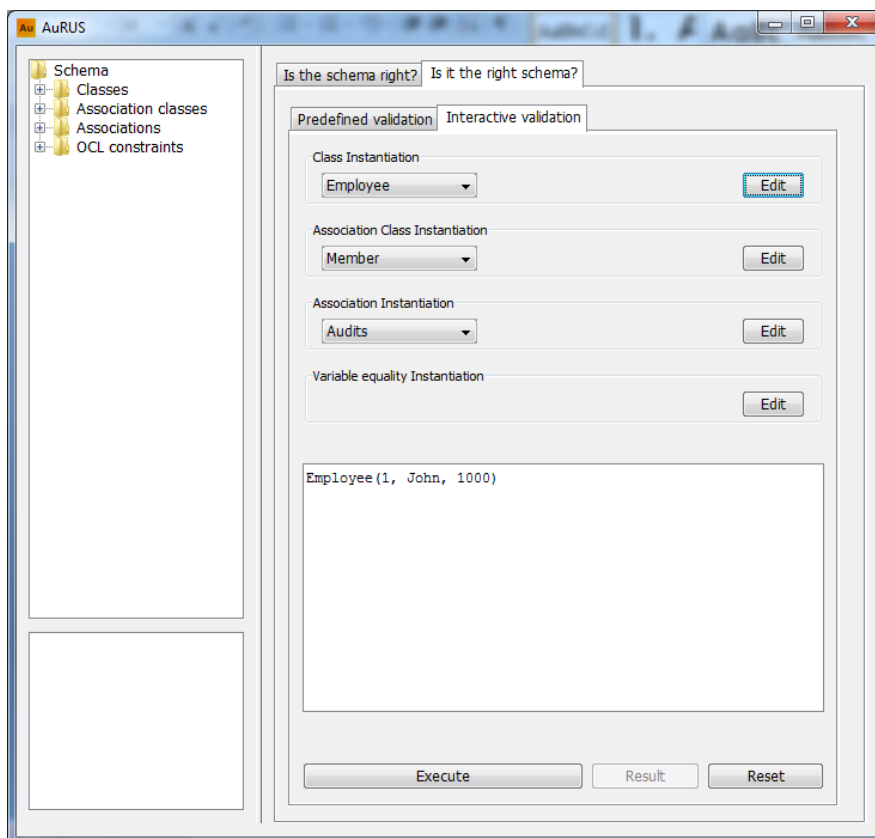 Au AuRUS
Schema
Classes
Association classes
Associations
OCL constraints
Is the schema right? Is it the right schema?
Predefined validation Interactive validation
Class Instantiation
Employee Edit
Association Class Instantiation
Member Edit
Association Instantiation
Audits Edit
Variable equality Instantiation
Edit
Employee(1, John, 1000)
Execute Result Reset